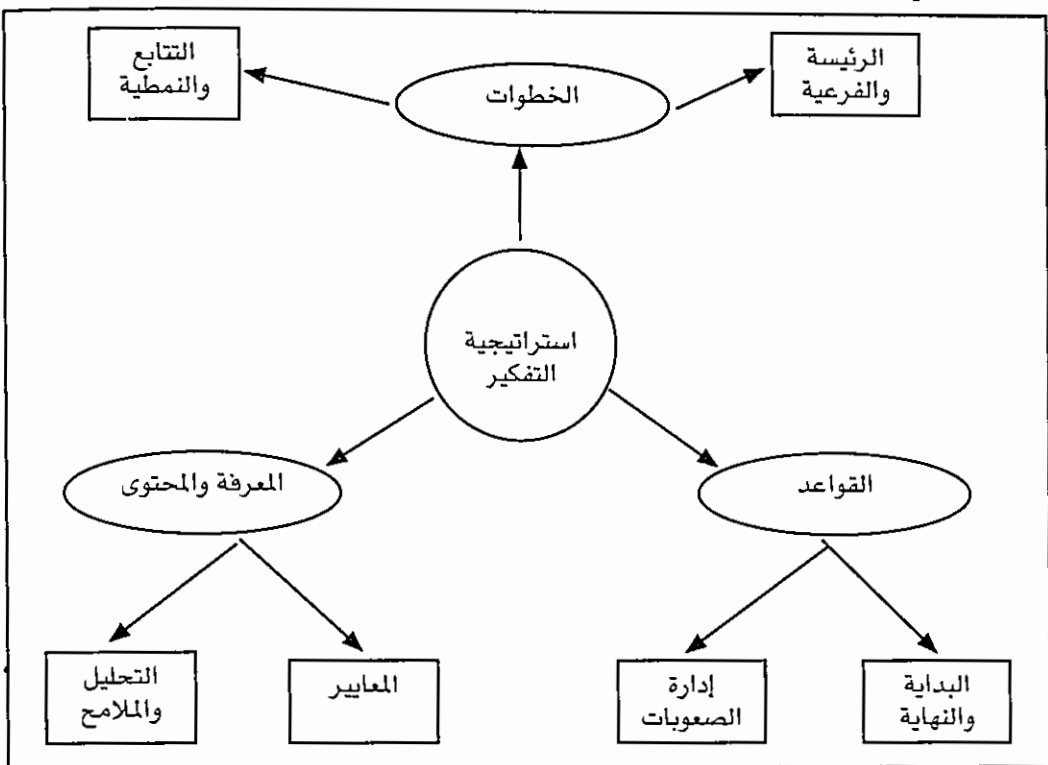 الرئيسة
والفرعية
الخطوات
التتابع
والنمطية
استراتيجية
التفكير
القواعد
المعرفة والمحتوى
البداية
والنهاية
إدارة
الصعوبات
المعايير
التحليل
والملامح